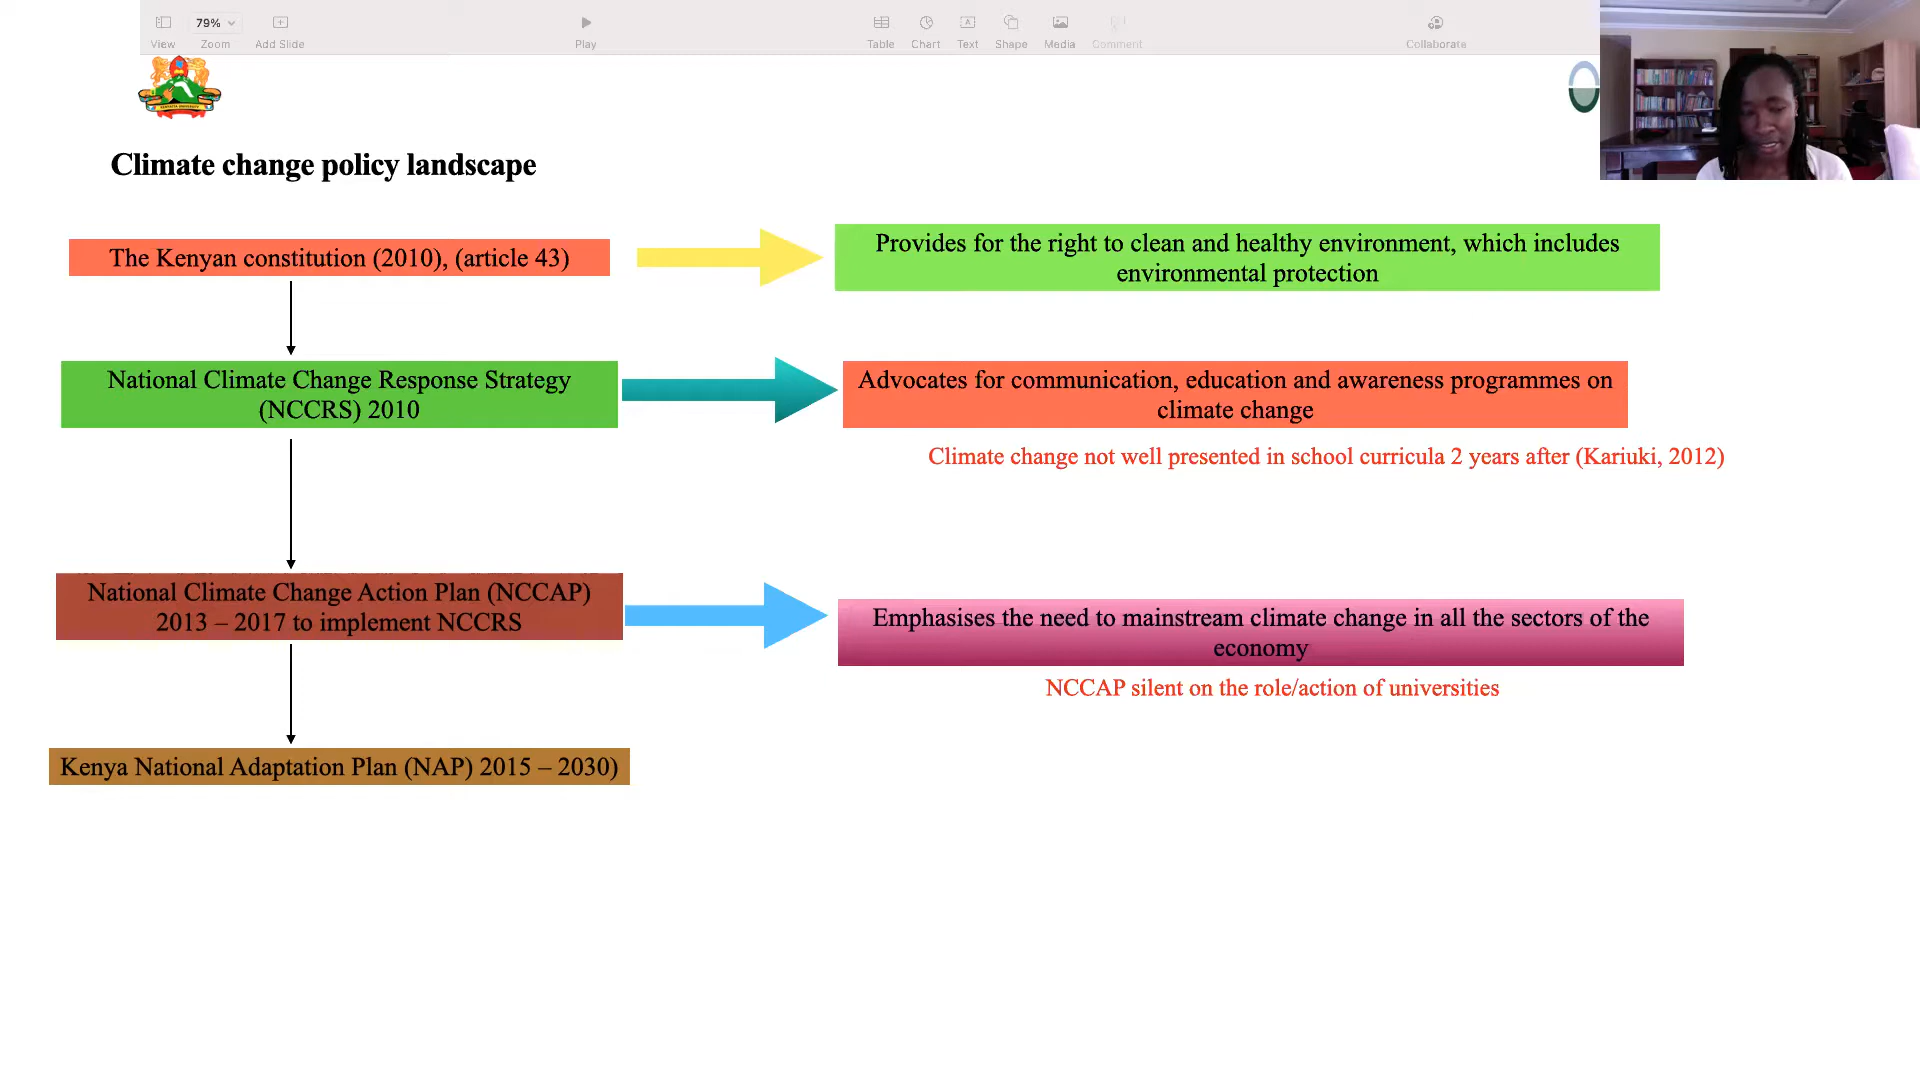 79%
View
Zoom
Add Slide
Play
Table
Chart
Text
Shape
Media
Comment
Collaborate
KENYATTA UNIVERSITY
Climate change policy landscape
The Kenyan constitution (2010), (article 43)
Provides for the right to clean and healthy environment, which includes
environmental protection
National Climate Change Response Strategy
(NCCRS) 2010
Advocates for communication, education and awareness programmes on
climate change
Climate change not well presented in school curricula 2 years after (Kariuki, 2012)
National Climate Change Action Plan (NCCAP)
2013 – 2017 to implement NCCRS
Emphasises the need to mainstream climate change in all the sectors of the
economy
NCCAP silent on the role/action of universities
Kenya National Adaptation Plan (NAP) 2015 – 2030)